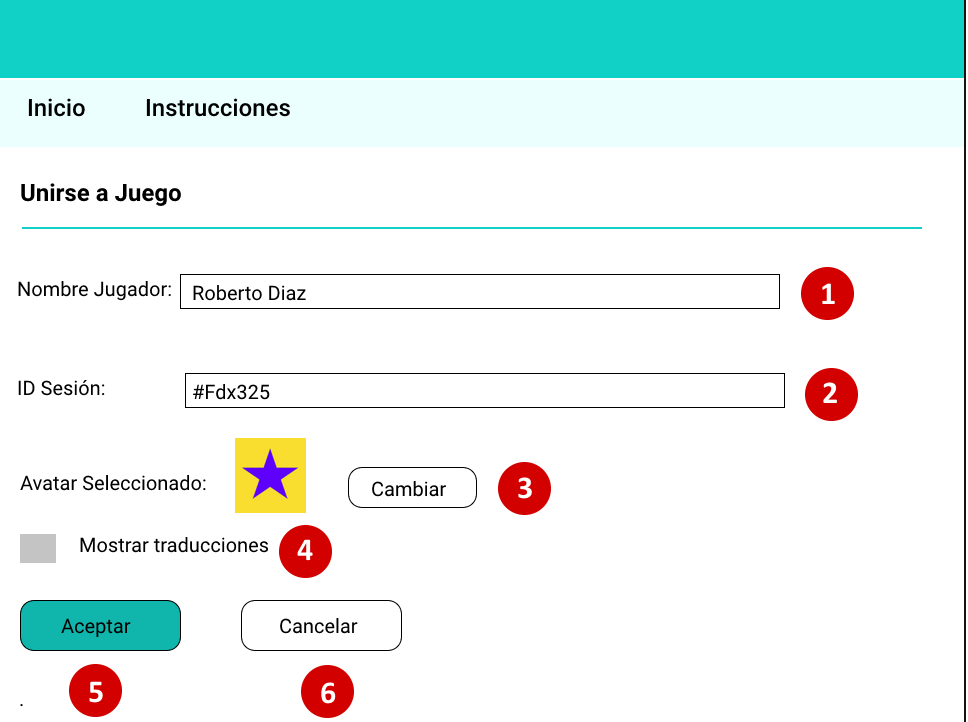 Inicio Instrucciones
Unirse a Juego
Nombre Jugador: Roberto Diaz 1
ID Sesión: #Fdx325 2
Avatar Seleccionado: Cambiar 3
Mostrar traducciones 4
Aceptar Cancelar
5 6
.